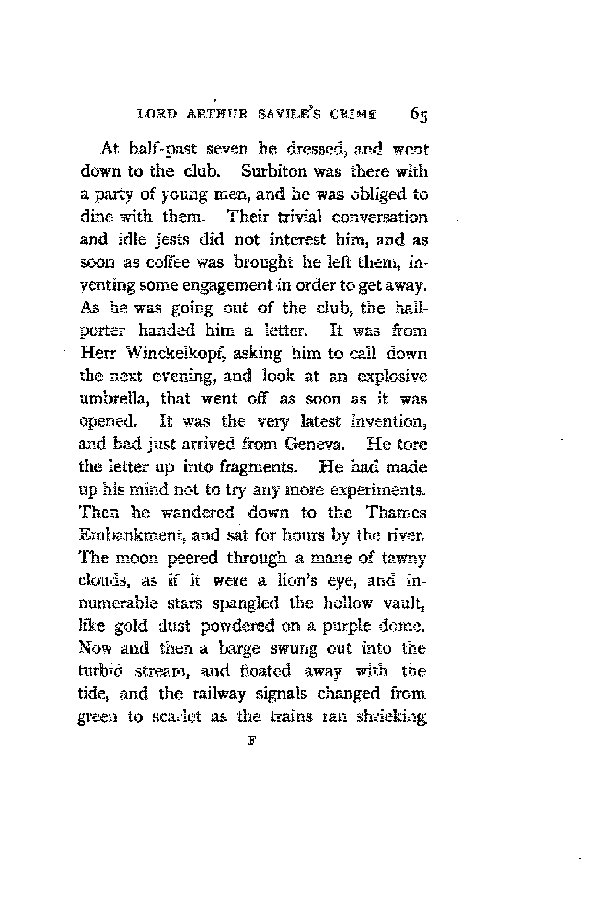 LORD ARTHUR SAVILE'S CRIME 65
At half-past seven he dressed, and went
down to the club. Surbiton was there with
a party of young men, and he was obliged to
dine with them. Their trivial conversation
and idle jests did not interest him, and as
soon as coffee was brought he left them, in-
venting some engagement in order to get away.
As he was going out of the club, the hall-
porter handed him a letter. It was from
Herr Winckelkopf, asking him to call down
the next evening, and look at an explosive
umbrella, that went off as soon as it was
opened. It was the very latest invention,
and had just arrived from Geneva. He tore
the letter up into fragments. He had made
up his mind not to try any more experiments.
Then he wandered down to the Thames
Embankment, and sat for hours by the river.
The moon peered through a mane of tawny
clouds, as if it were a lion's eye, and in-
numerable stars spangled the hollow vault,
like gold dust powdered on a purple dome.
Now and then a barge swung out into the
turbid stream, and floated away with the
tide, and the railway signals changed from
green to scarlet as the trains ran shrieking
F